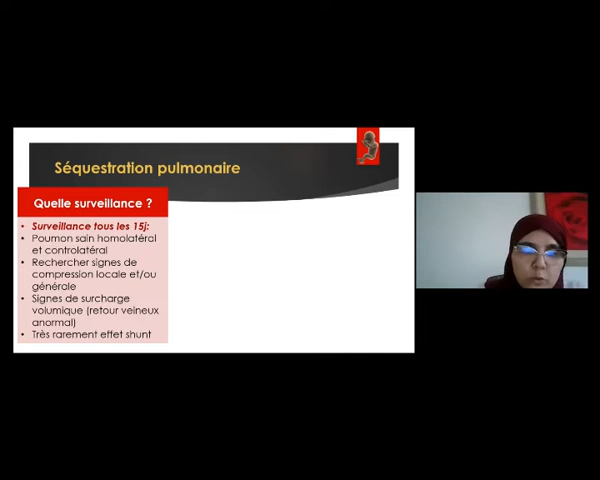 Séquestration pulmonaire
Quelle surveillance ?
• Surveillance tous les 15j:
• Poumon sain homolatéral
et controlatéral
• Rechercher signes de
compression locale et/ou
générale
• Signes de surcharge
volumique (retour veineux
anormal)
• Très rarement effet shunt